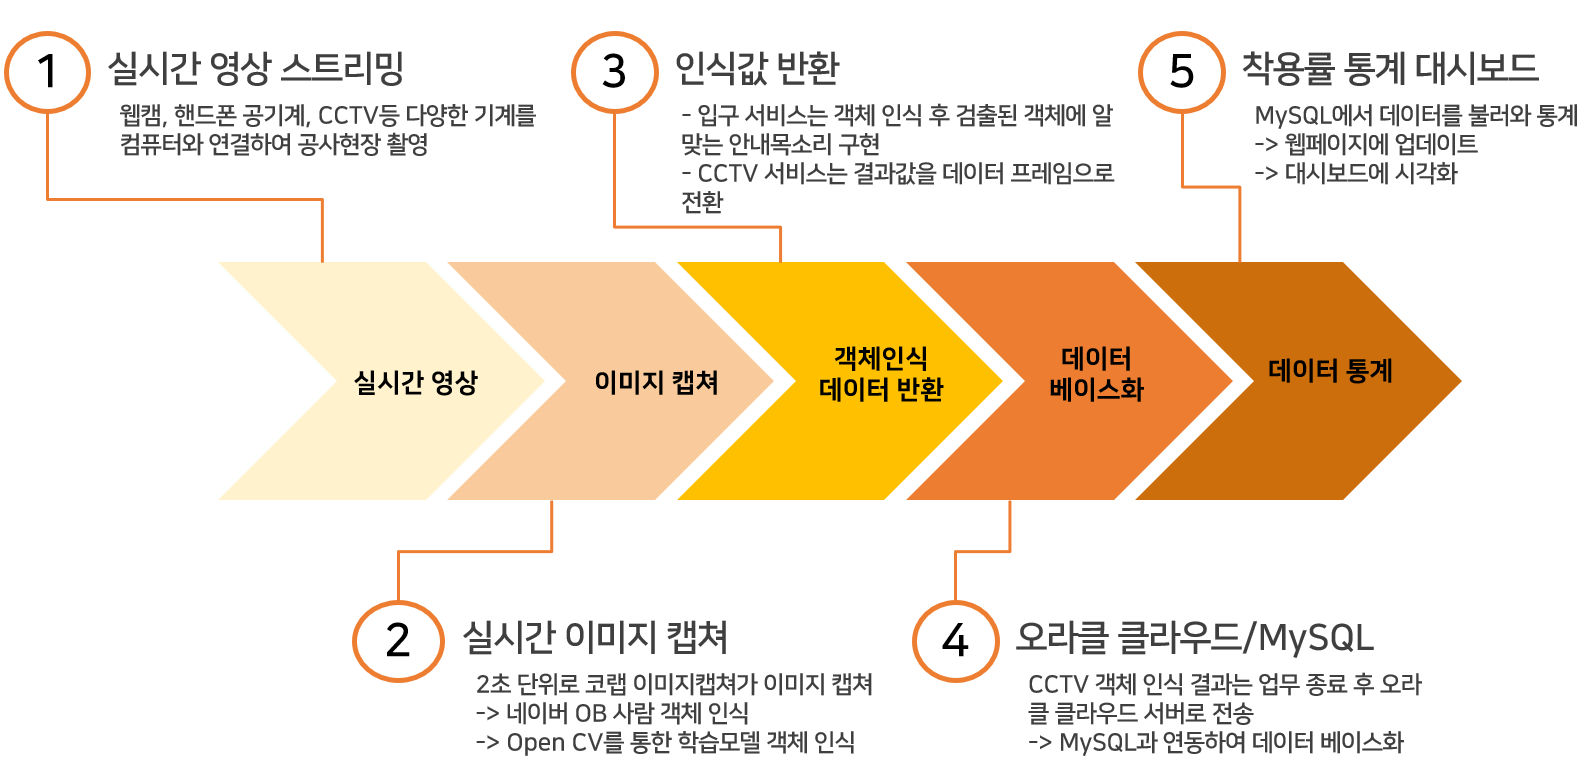 1
실시간 영상 스트리밍
웹캠, 핸드폰 공기계, CCTV등 다양한 기계를
컴퓨터와 연결하여 공사현장 촬영
3
인식값 반환
- 입구 서비스는 객체 인식 후 검출된 객체에 알
맞는 안내목소리 구현
- CCTV 서비스는 결과값을 데이터 프레임으로
전환
5
착용률 통계 대시보드
MySQL에서 데이터를 불러와 통계
-> 웹페이지에 업데이트
-> 대시보드에 시각화
실시간 영상
이미지 캡쳐
객체인식
데이터 반환
데이터
베이스화
데이터 통계
2
실시간 이미지 캡쳐
2초 단위로 코랩 이미지캡쳐가 이미지 캡쳐
-> 네이버 OB 사람 객체 인식
-> Open CV를 통한 학습모델 객체 인식
4
오라클 클라우드/MySQL
CCTV 객체 인식 결과는 업무 종료 후 오라
클 클라우드 서버로 전송
-> MySQL과 연동하여 데이터 베이스화